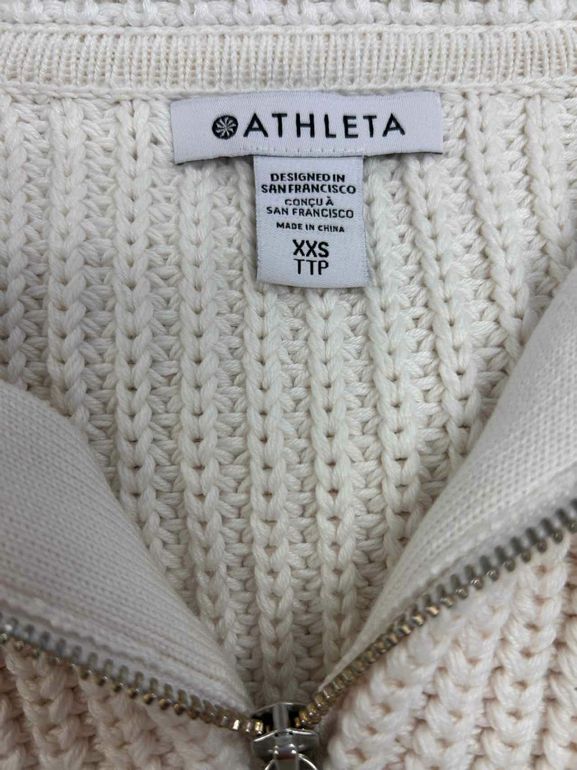 ATHLETA
DESIGNED IN
SAN FRANCISCO
CONÇU À
SAN FRANCISCO
MADE IN CHINA
XXS
TTP